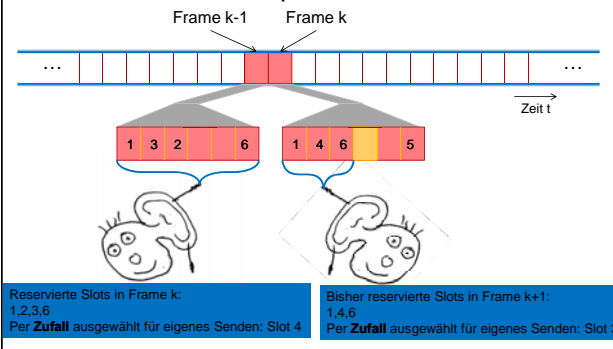 Frame k-1 Frame k
... ...
Zeit t
1 3 2 6 1 4 6 5
Reservierte Slots in Frame k:
1,2,3,6
Per Zufall ausgewählt für eigenes Senden: Slot 4
Bisher reservierte Slots in Frame k+1:
1,4,6
Per Zufall ausgewählt für eigenes Senden: Slot